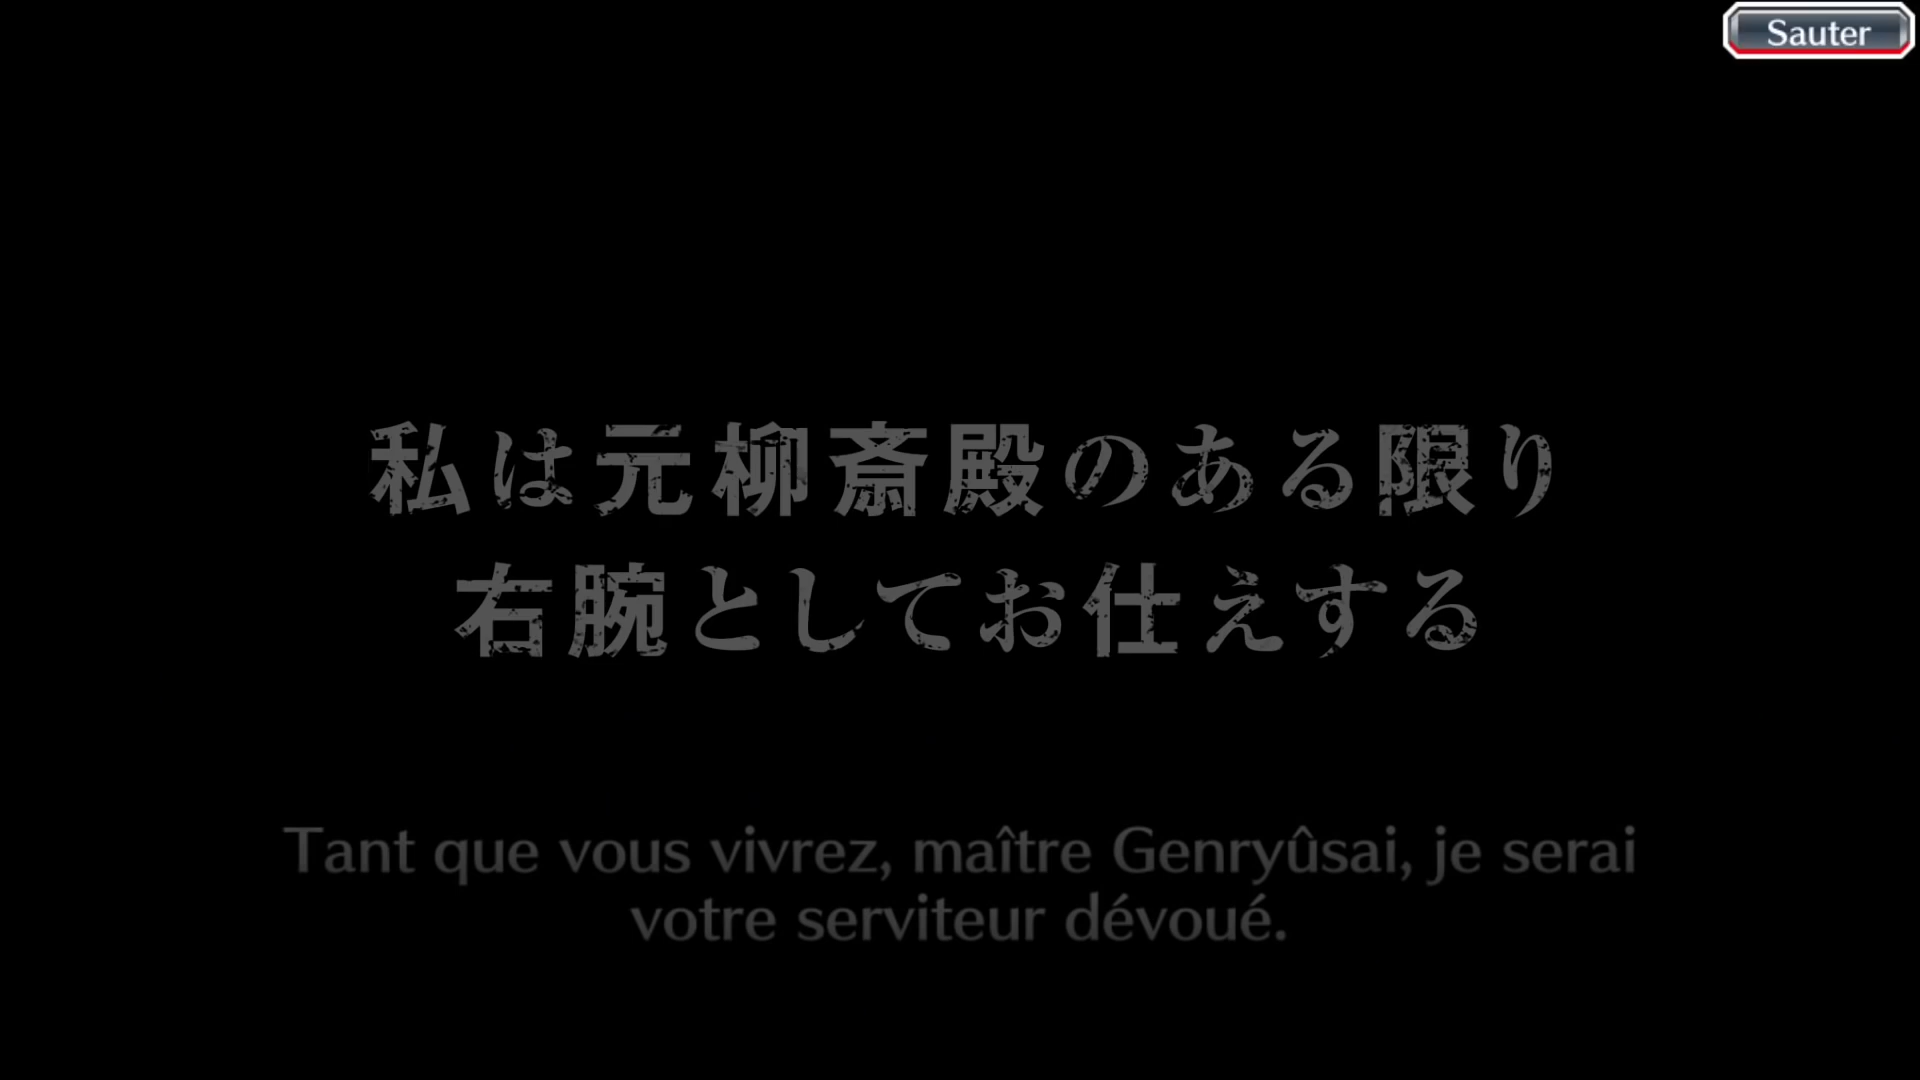 Sauter
私は元柳斎殿のある限り
右腕としてお仕えする
Tant que vous vivrez, maître Genryûsai, je serai
votre serviteur dévoué.